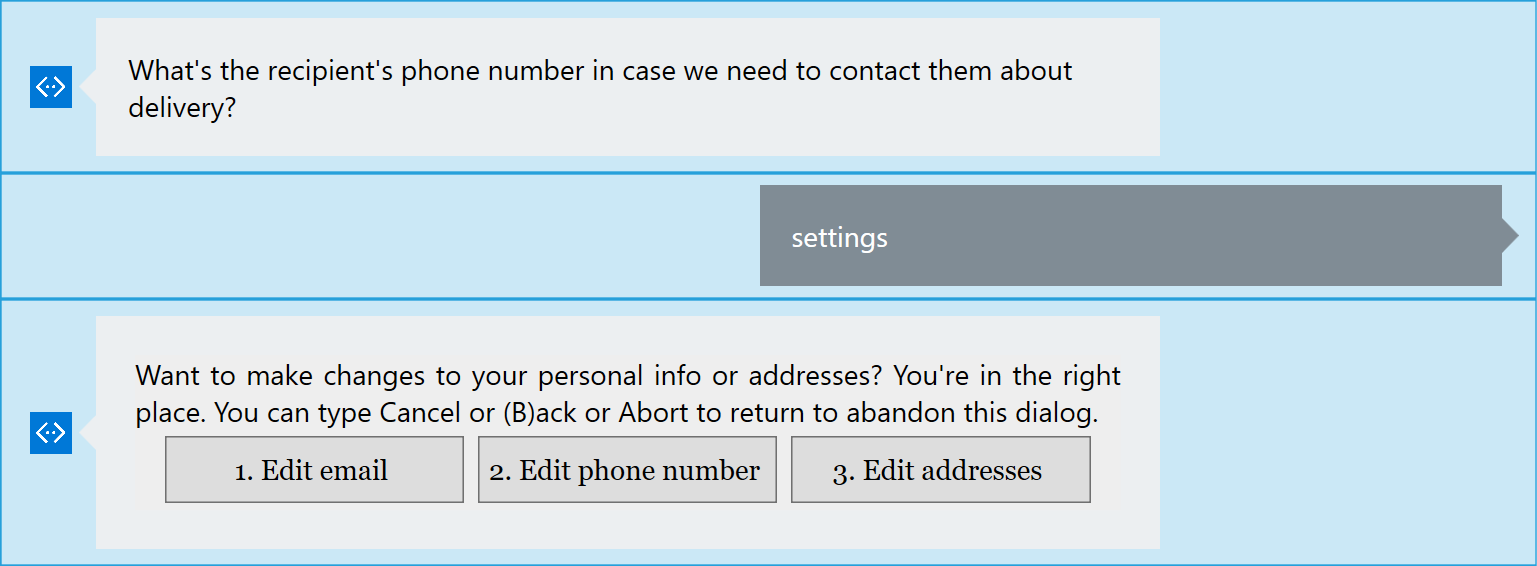 What's the recipient's phone number in case we need to contact them about
delivery?
settings
Want to make changes to your personal info or addresses? You're in the right
place. You can type Cancel or (B)ack or Abort to return to abandon this dialog.
1. Edit email
2. Edit phone number
3. Edit addresses